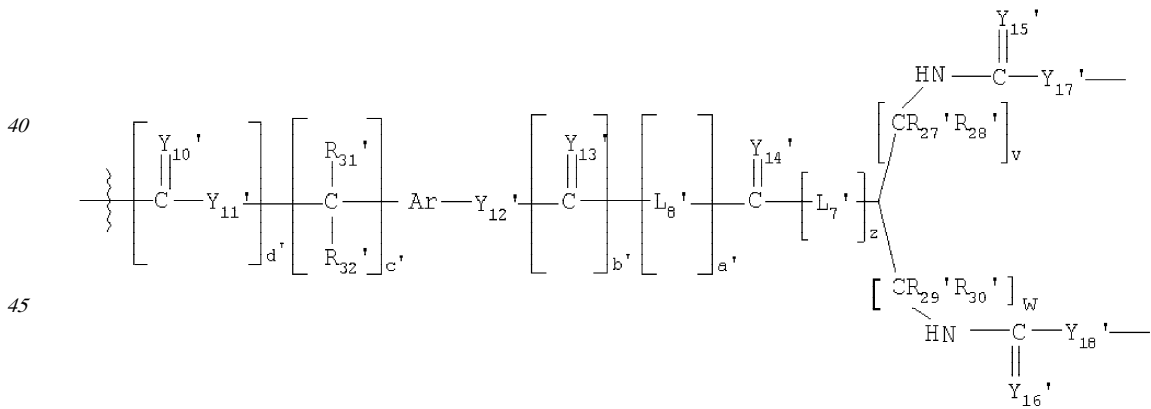 Y15'
HN C Y17'
40
Y10' R31' Y13' Y14' [ CR27'R28' ]v
[ C Y11' ]d' [ C ]c' Ar Y12' [ C ]b' [ L8' ]a' C [ L7' ]z
R32'
45
[ CR29'R30' ]w
HN C Y18'
Y16'